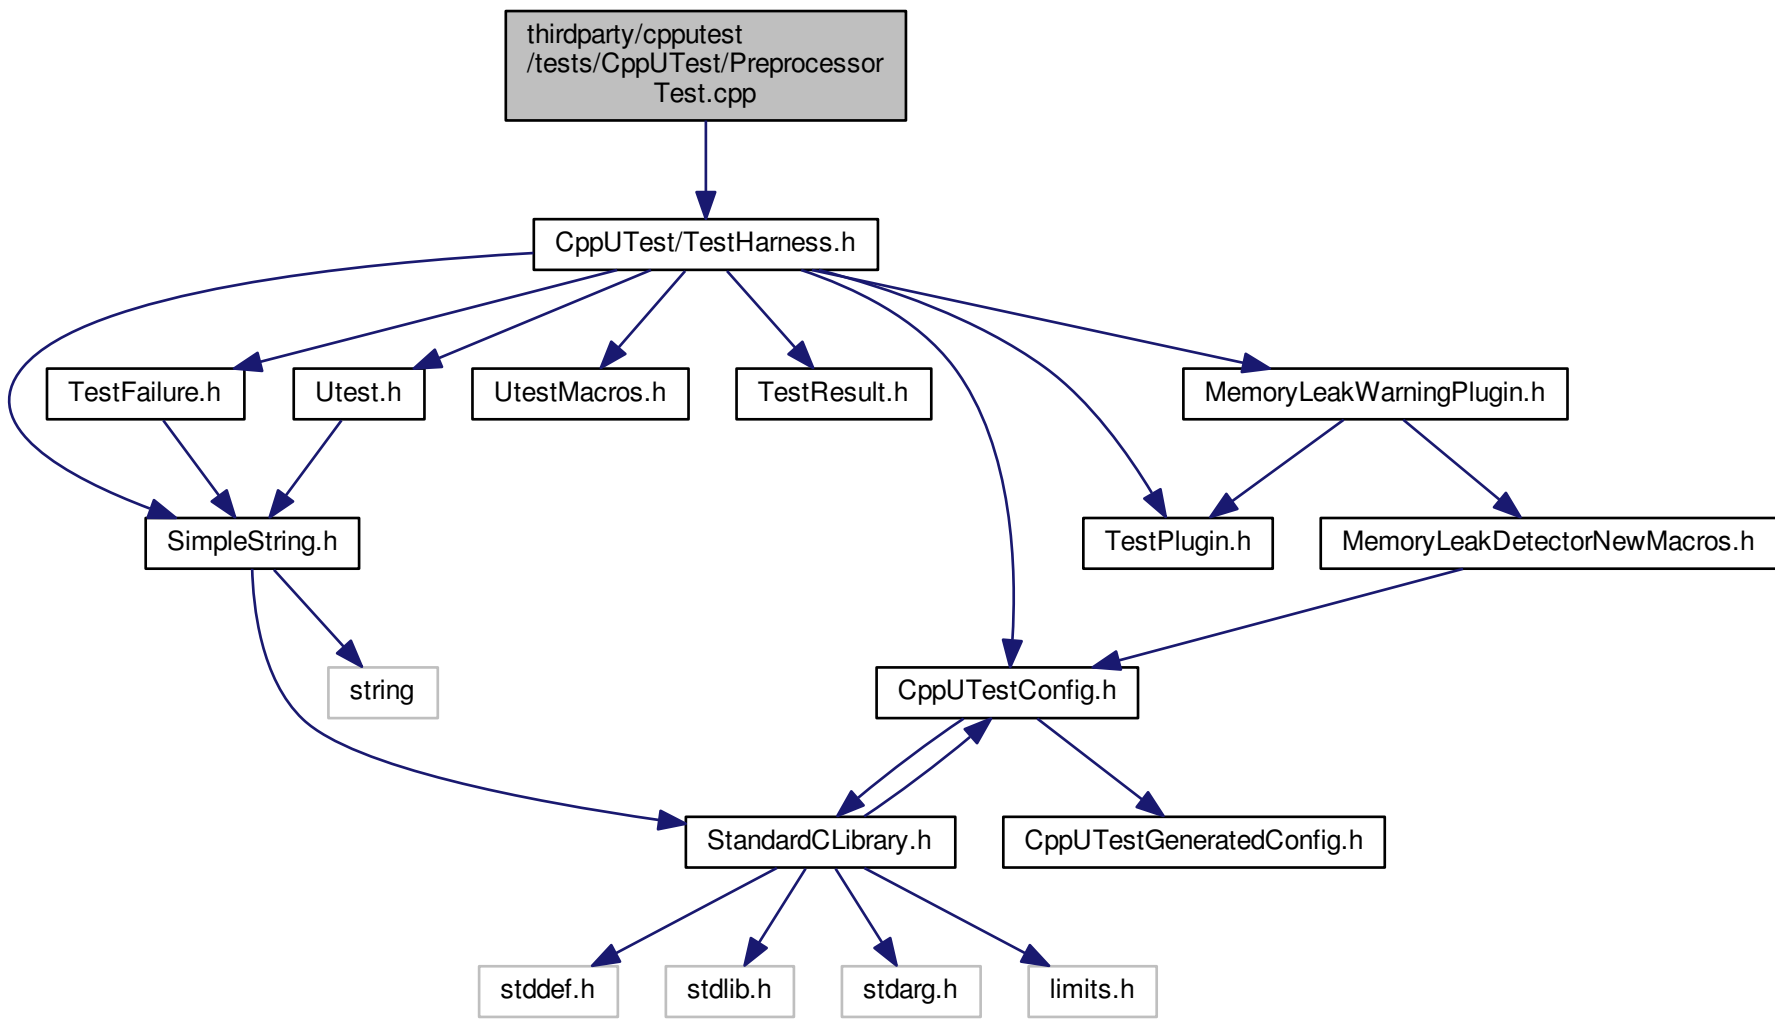 thirdparty/cpputest
/tests/CppUTest/Preprocessor
Test.cpp
CppUTest/TestHarness.h
TestFailure.h
Utest.h
UtestMacros.h
TestResult.h
MemoryLeakWarningPlugin.h
SimpleString.h
TestPlugin.h
MemoryLeakDetectorNewMacros.h
string
CppUTestConfig.h
StandardCLibrary.h
CppUTestGeneratedConfig.h
stddef.h
stdlib.h
stdarg.h
limits.h